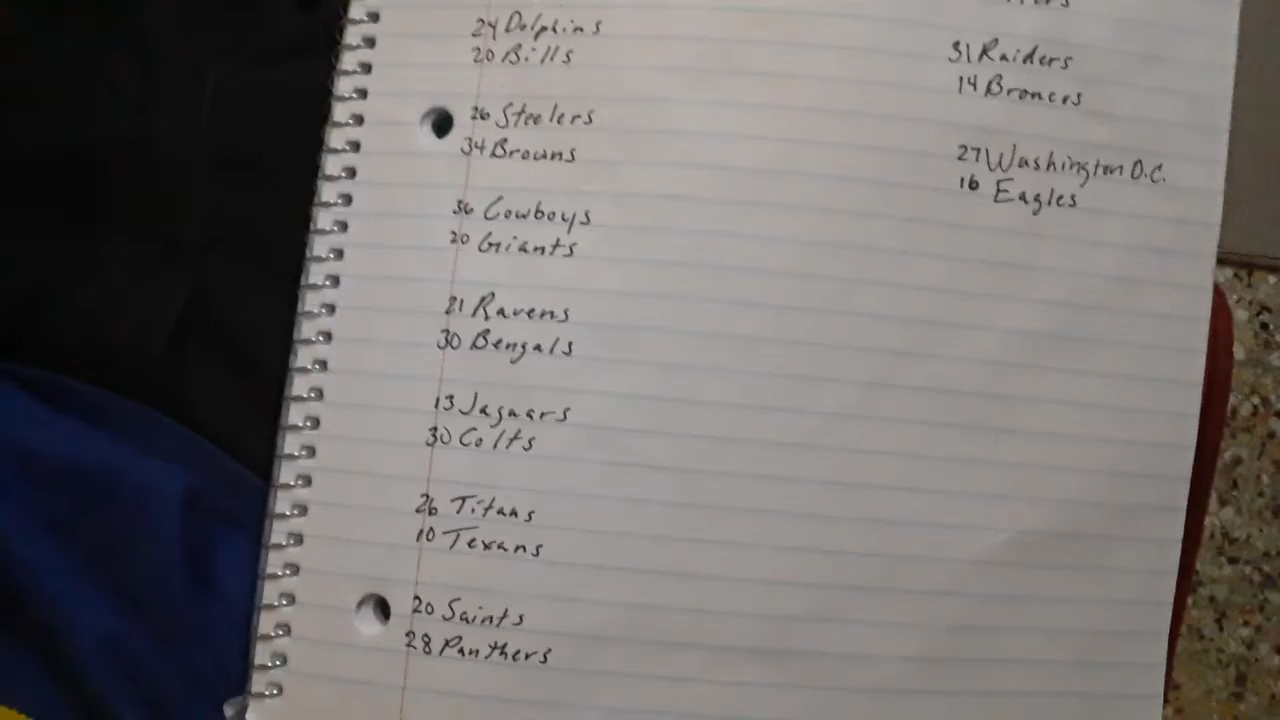 24 Dolphins
20 Bills
26 Steelers
34 Browns
36 Cowboys
20 Giants
21 Ravens
30 Bengals
13 Jaguars
30 Colts
26 Titans
10 Texans
20 Saints
28 Panthers
31 Raiders
14 Broncos
27 Washington D.C.
16 Eagles